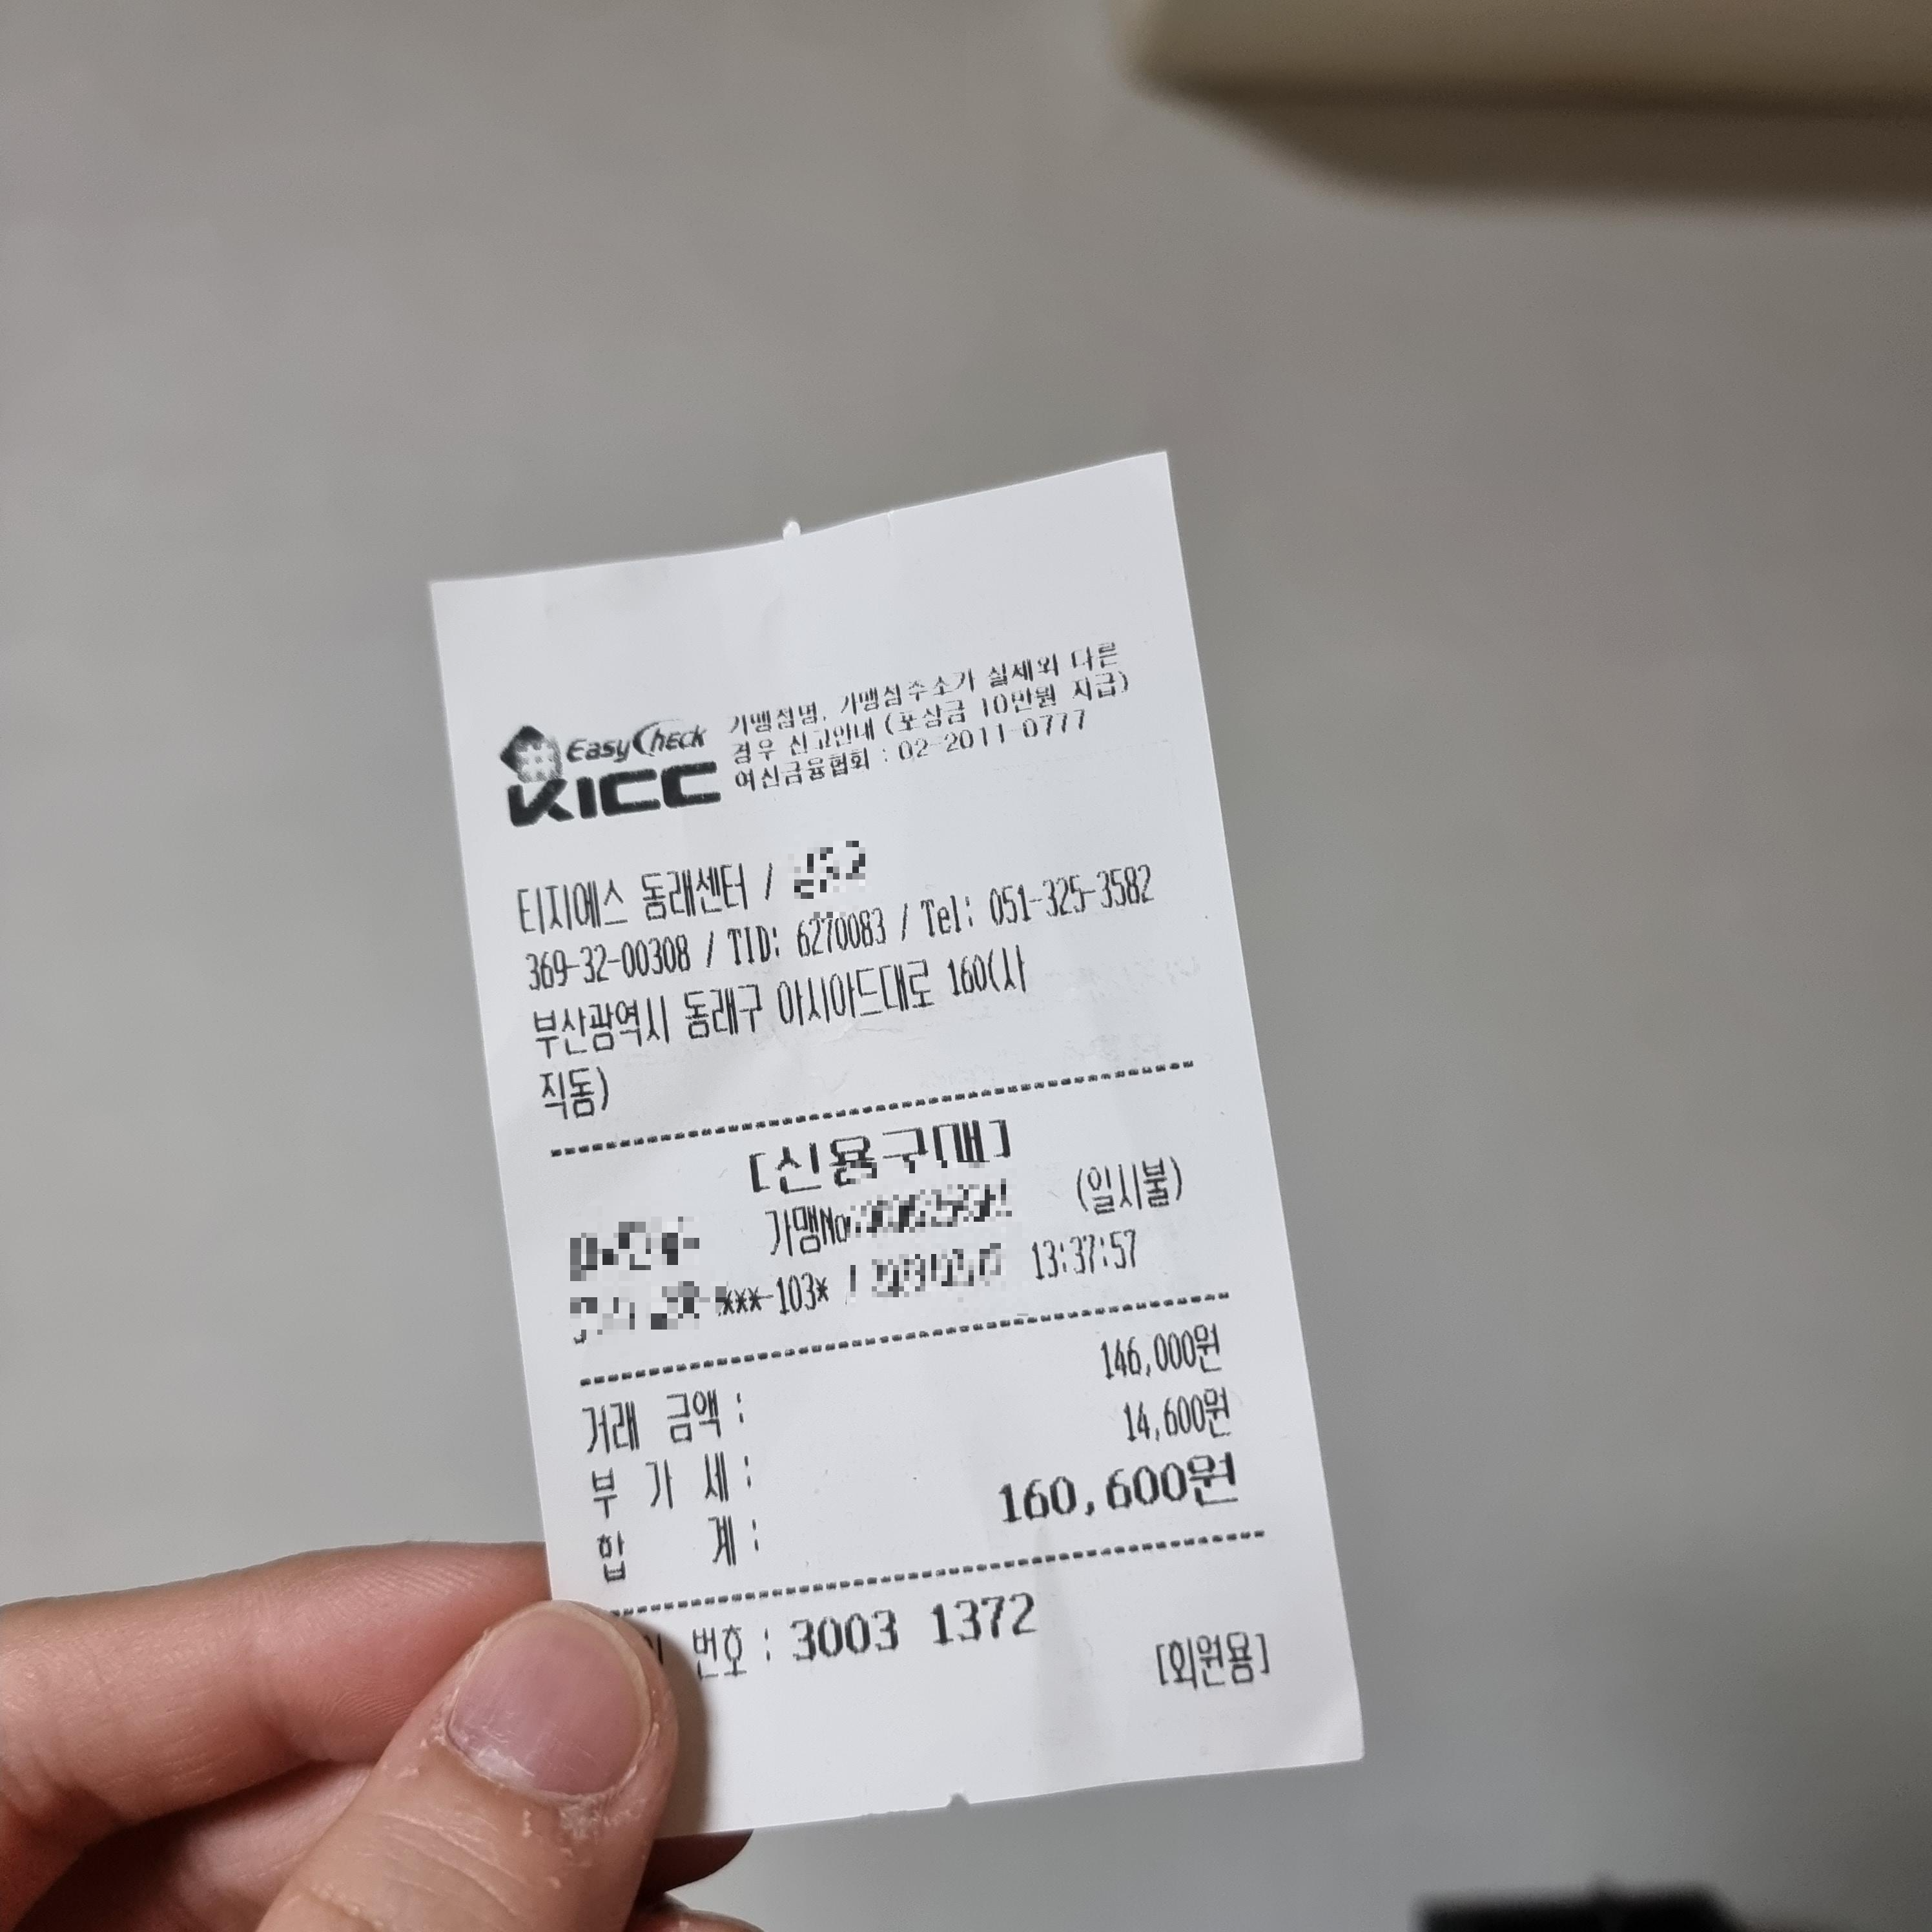 EasyCheck
KICC
가맹점명, 가맹점주소가 실제와 다른
경우 신고안내 (포상금 10만원 지급)
여신금융협회 : 02-2011-0777
티지에스 동래센터 /
369-32-00308 / TID: 6270083 / Tel: 051-325-3582
부산광역시 동래구 아시아드대로 160(사
직동)
[신용구매]
가맹No: (일시불)
***-103* / 13:37:57
거래 금액 : 146,000원
부 가 세 : 14,600원
합 계 : 160,600원
번호 : 3003 1372
[회원용]